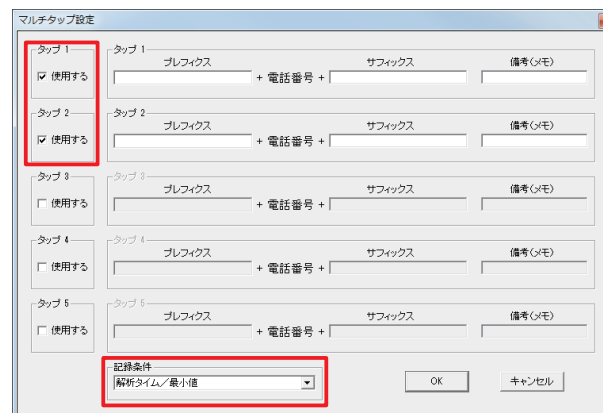 マルチタップ設定
タップ 1
使用する
タップ 1
プレフィクス
+ 電話番号 +
サフィックス
備考(メモ)
タップ 2
使用する
タップ 2
プレフィクス
+ 電話番号 +
サフィックス
備考(メモ)
タップ 3
使用する
タップ 3
プレフィクス
+ 電話番号 +
サフィックス
備考(メモ)
タップ 4
使用する
タップ 4
プレフィクス
+ 電話番号 +
サフィックス
備考(メモ)
タップ 5
使用する
タップ 5
プレフィクス
+ 電話番号 +
サフィックス
備考(メモ)
記録条件
解析タイム/最小値
OK
キャンセル